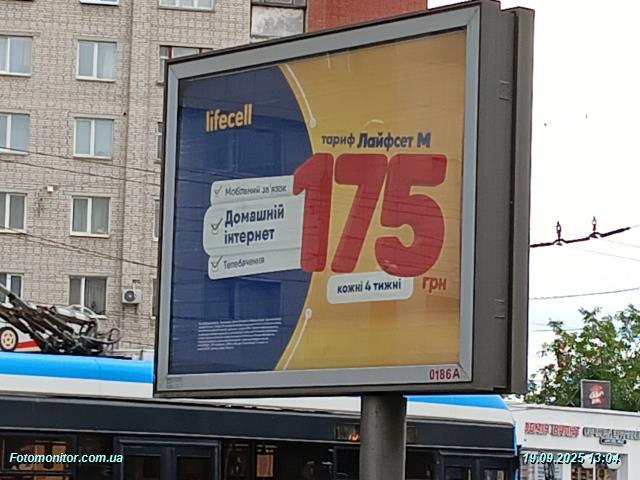 lifecell
тариф Лайфсет М
175
грн
кожні 4 тижні
Мобільний зв'язок
Домашній
інтернет
Телебачення
0186A
Fotomonitor.com.ua
19.09.2025 13:04